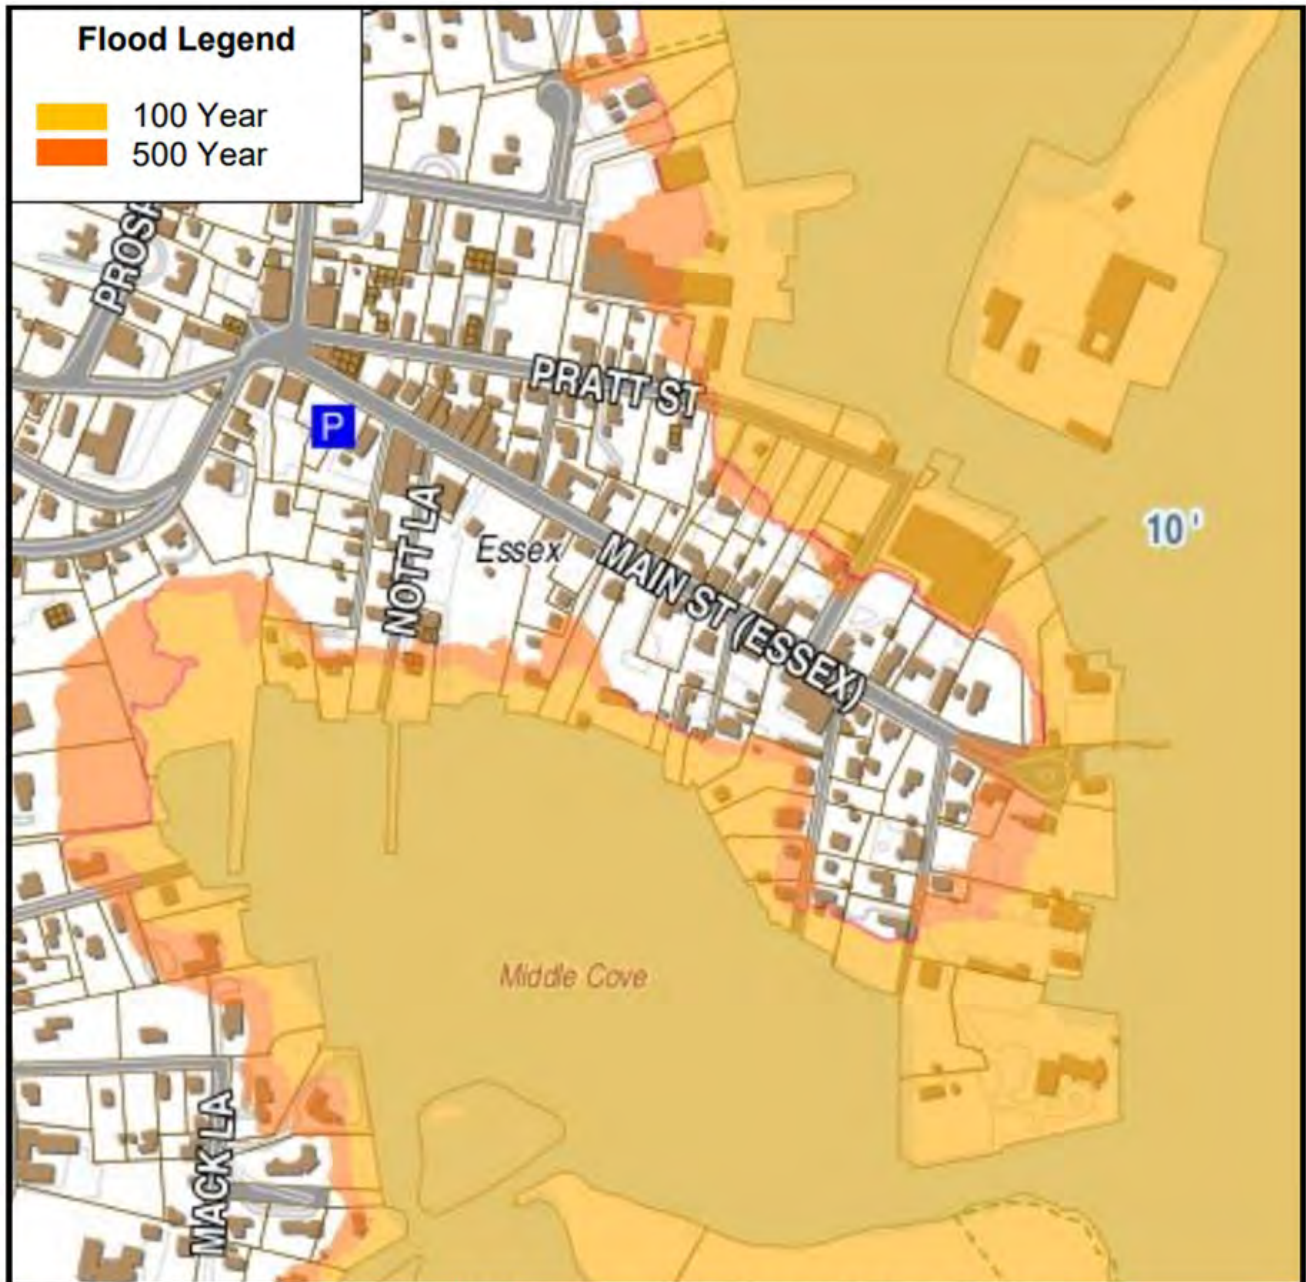 Flood Legend
100 Year
500 Year
PRATT ST
P
10'
NOTT LA
Essex
MAIN ST (ESSEX)
Middle Cove
MACK LA